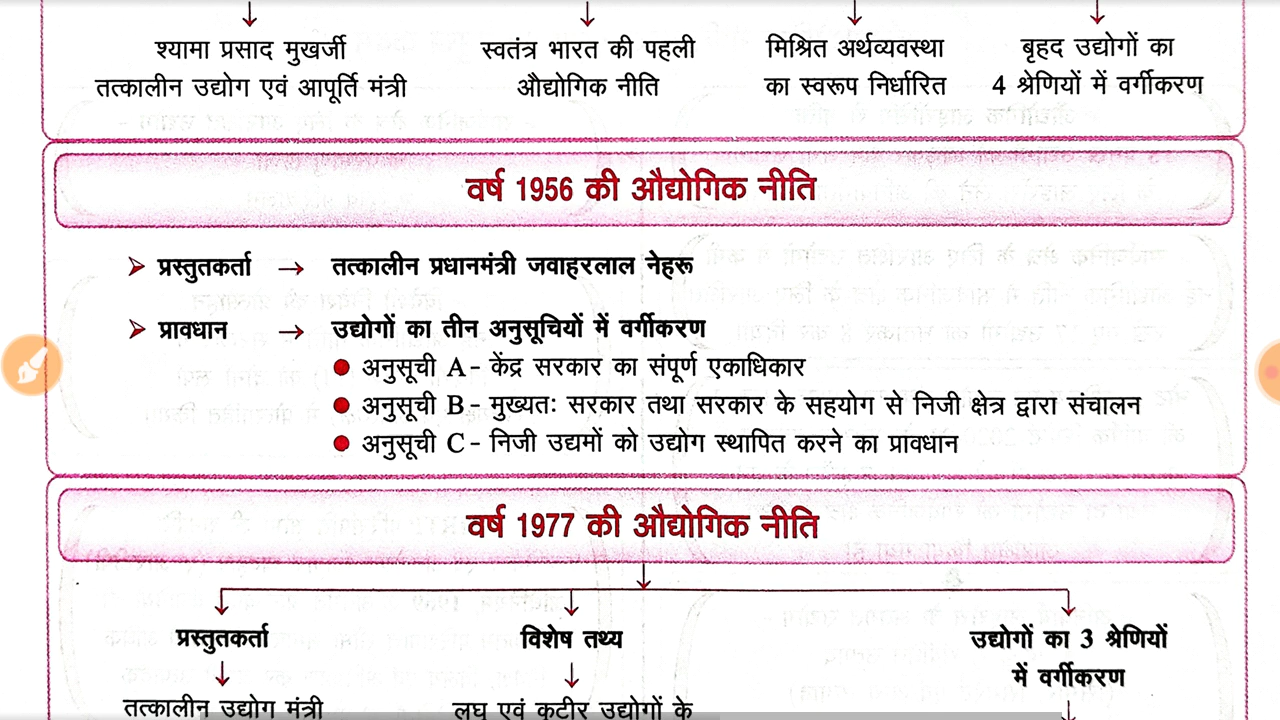 श्यामा प्रसाद मुखर्जी
तत्कालीन उद्योग एवं आपूर्ति मंत्री
स्वतंत्र भारत की पहली
औद्योगिक नीति
मिश्रित अर्थव्यवस्था
का स्वरूप निर्धारित
बृहद उद्योगों का
4 श्रेणियों में वर्गीकरण
वर्ष 1956 की औद्योगिक नीति
प्रस्तुतकर्ता → तत्कालीन प्रधानमंत्री जवाहरलाल नेहरू
प्रावधान → उद्योगों का तीन अनुसूचियों में वर्गीकरण
अनुसूची A - केंद्र सरकार का संपूर्ण एकाधिकार
अनुसूची B - मुख्यतः सरकार तथा सरकार के सहयोग से निजी क्षेत्र द्वारा संचालन
अनुसूची C - निजी उद्यमों को उद्योग स्थापित करने का प्रावधान
वर्ष 1977 की औद्योगिक नीति
प्रस्तुतकर्ता
तत्कालीन उद्योग मंत्री
विशेष तथ्य
लघु एवं कुटीर उद्योगों के
उद्योगों का 3 श्रेणियों
में वर्गीकरण